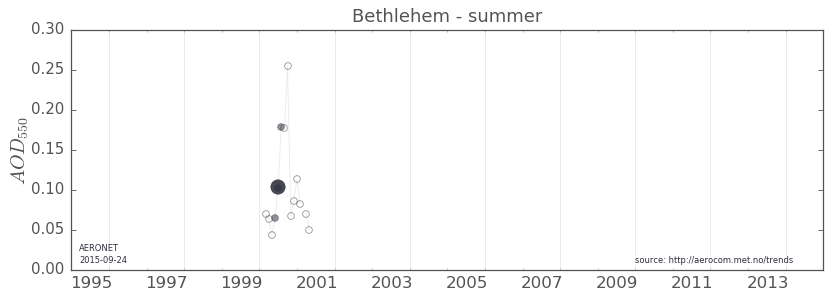 Bethlehem - summer
0.30
0.25
0.20
0.15
0.10
0.05
0.00
AOD550
AERONET
2015-09-24
source: http://aerocom.met.no/trends
1995 1997 1999 2001 2003 2005 2007 2009 2011 2013